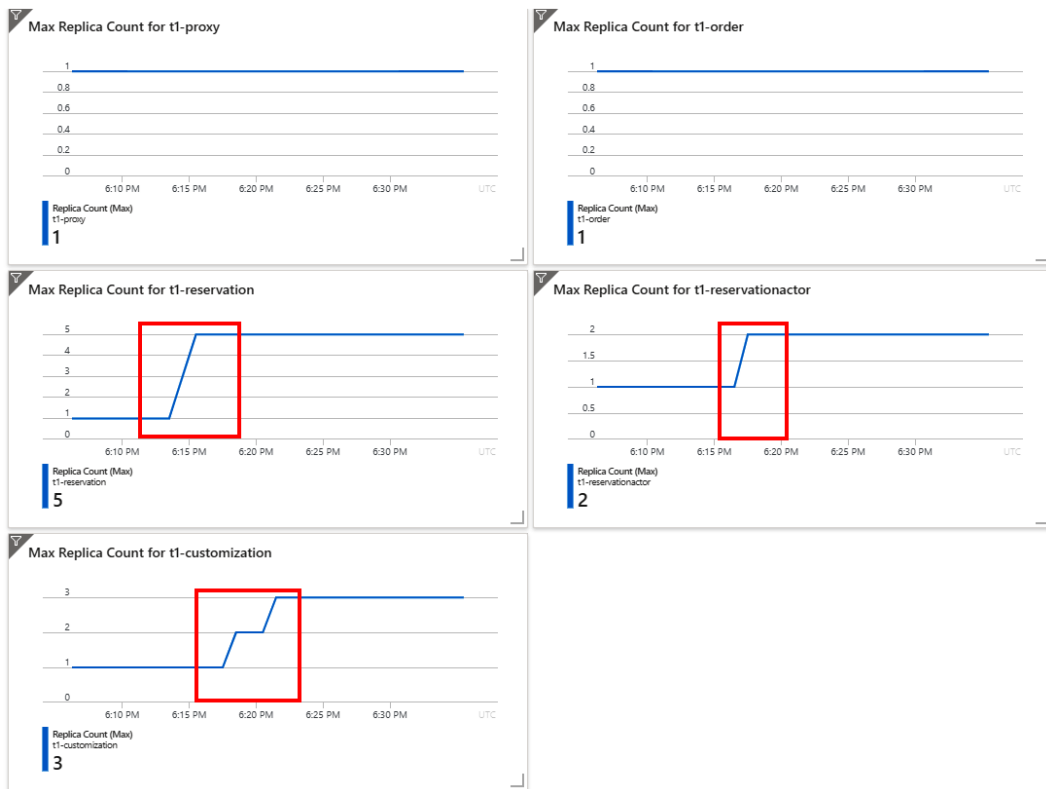 Max Replica Count for t1-proxy
1
0.8
0.6
0.4
0.2
0
6:10 PM 6:15 PM 6:20 PM 6:25 PM 6:30 PM UTC
Replica Count (Max)
t1-proxy
1
Max Replica Count for t1-order
1
0.8
0.6
0.4
0.2
0
6:10 PM 6:15 PM 6:20 PM 6:25 PM 6:30 PM UTC
Replica Count (Max)
t1-order
1
Max Replica Count for t1-reservation
5
4
3
2
1
0
6:10 PM 6:15 PM 6:20 PM 6:25 PM 6:30 PM UTC
Replica Count (Max)
t1-reservation
5
Max Replica Count for t1-reservationactor
2
1.5
1
0.5
0
6:10 PM 6:15 PM 6:20 PM 6:25 PM 6:30 PM UTC
Replica Count (Max)
t1-reservationactor
2
Max Replica Count for t1-customization
3
2
1
0
6:10 PM 6:15 PM 6:20 PM 6:25 PM 6:30 PM UTC
Replica Count (Max)
t1-customization
3